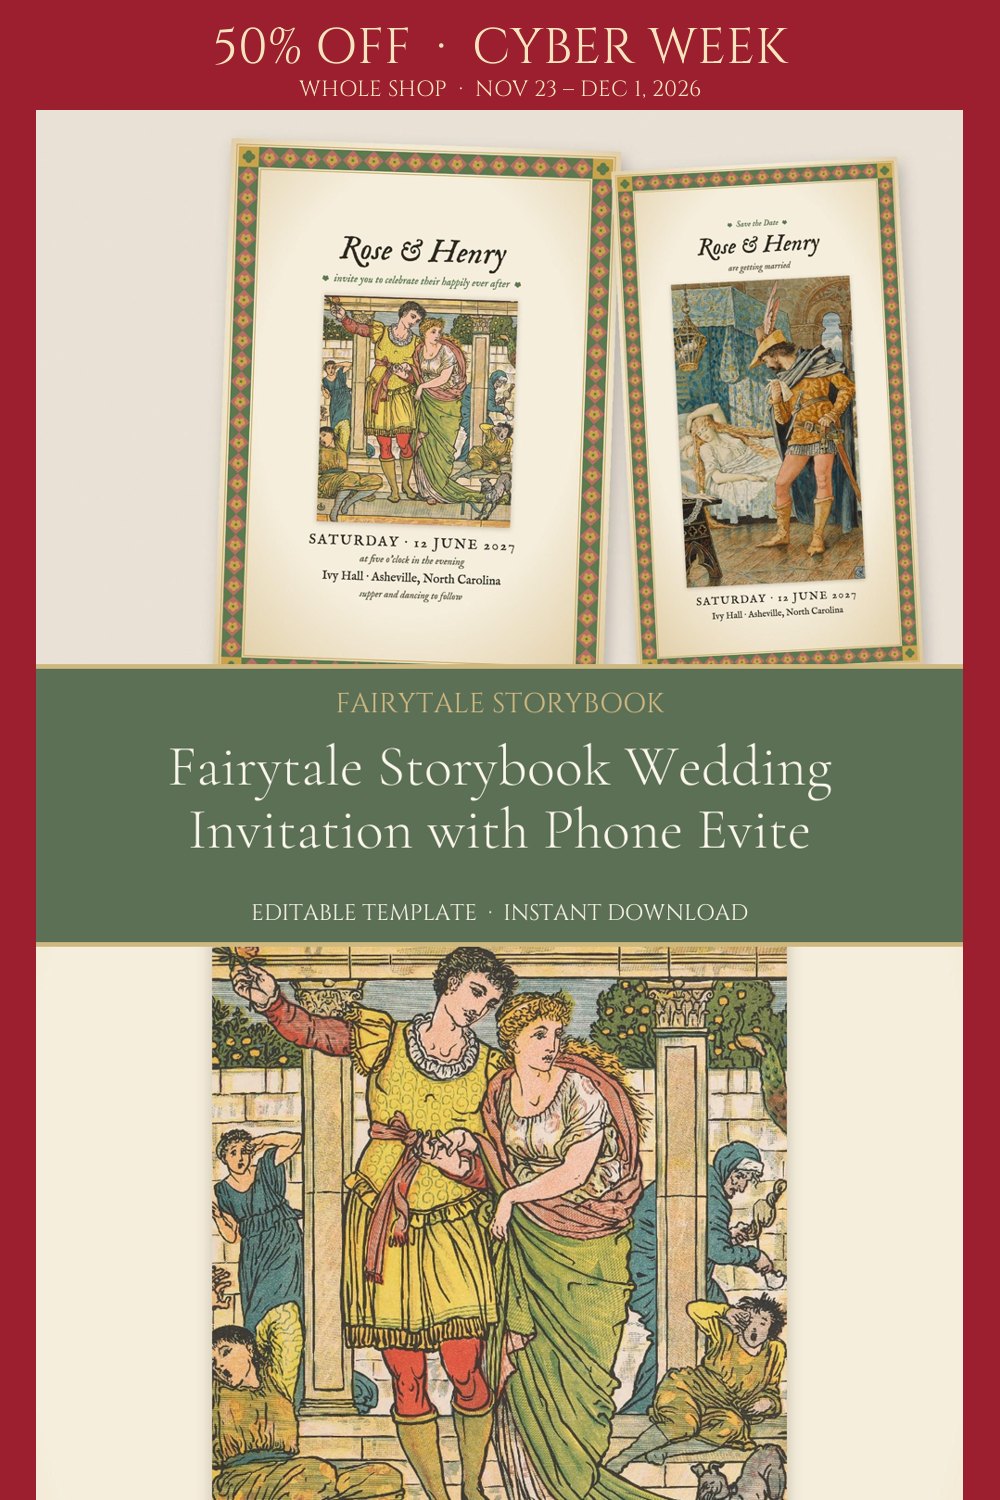 50% OFF · CYBER WEEK
WHOLE SHOP · NOV 23 – DEC 1, 2026
Rose & Henry
invite you to celebrate their happily ever after
SATURDAY · 12 JUNE 2027
at five o'clock in the evening
Ivy Hall · Asheville, North Carolina
supper and dancing to follow
Save the Date
Rose & Henry
are getting married
SATURDAY · 12 JUNE 2027
Ivy Hall · Asheville, North Carolina
FAIRYTALE STORYBOOK
Fairytale Storybook Wedding
Invitation with Phone Evite
EDITABLE TEMPLATE · INSTANT DOWNLOAD